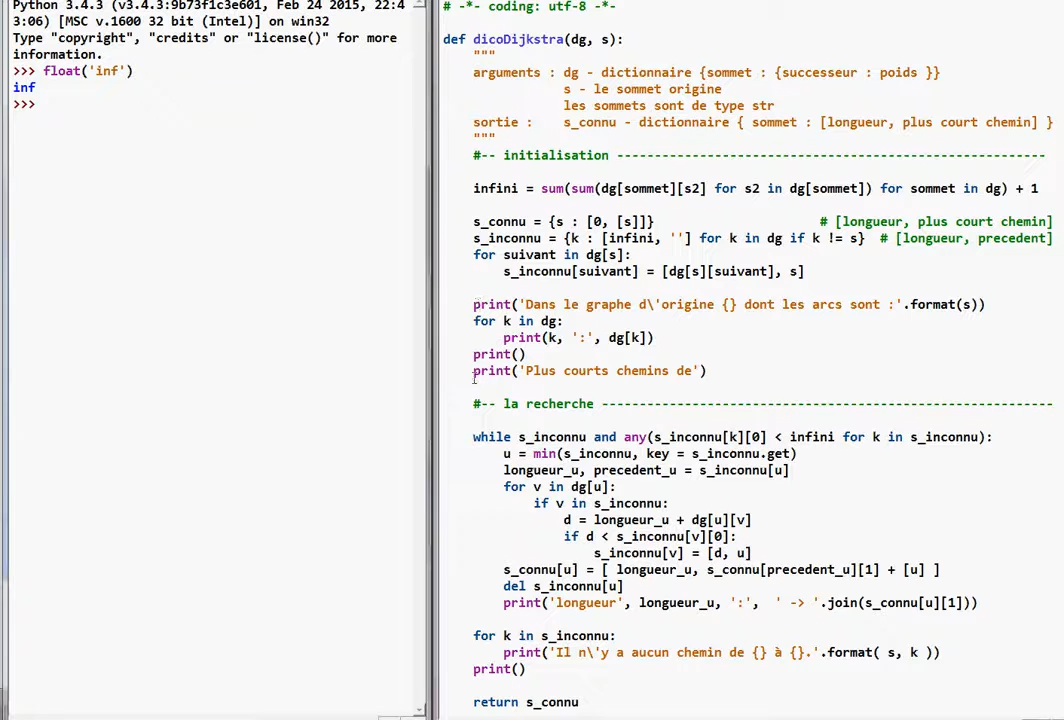 Python 3.4.3 (v3.4.3:9b73f1c3e601, Feb 24 2015, 22:4
3:06) [MSC v.1600 32 bit (Intel)] on win32
Type "copyright", "credits" or "license()" for more
information.
>>> float('inf')
inf
>>>
# -*- coding: utf-8 -*-
def dicoDijkstra(dg, s):
    """
    arguments : dg - dictionnaire {sommet : {successeur : poids }}
                s - le sommet origine
                les sommets sont de type str
    sortie :    s_connu - dictionnaire { sommet : [longueur, plus court chemin] }
    """
    #-- initialisation ---------------------------------------------------------
    infini = sum(sum(dg[sommet][s2] for s2 in dg[sommet]) for sommet in dg) + 1
    s_connu = {s : [0, [s]]}                      # [longueur, plus court chemin]
    s_inconnu = {k : [infini, ''] for k in dg if k != s}  # [longueur, precedent]
    for suivant in dg[s]:
        s_inconnu[suivant] = [dg[s][suivant], s]
    print('Dans le graphe d\'origine {} dont les arcs sont :'.format(s))
    for k in dg:
        print(k, ':', dg[k])
    print()
    print('Plus courts chemins de')
    #-- la recherche ------------------------------------------------------------
    while s_inconnu and any(s_inconnu[k][0] < infini for k in s_inconnu):
        u = min(s_inconnu, key = s_inconnu.get)
        longueur_u, precedent_u = s_inconnu[u]
        for v in dg[u]:
            if v in s_inconnu:
                d = longueur_u + dg[u][v]
                if d < s_inconnu[v][0]:
                    s_inconnu[v] = [d, u]
        s_connu[u] = [ longueur_u, s_connu[precedent_u][1] + [u] ]
        del s_inconnu[u]
        print('longueur', longueur_u, ':',  ' -> '.join(s_connu[u][1]))
    for k in s_inconnu:
        print('Il n\'y a aucun chemin de {} à {}.'.format( s, k ))
    print()
    return s_connu